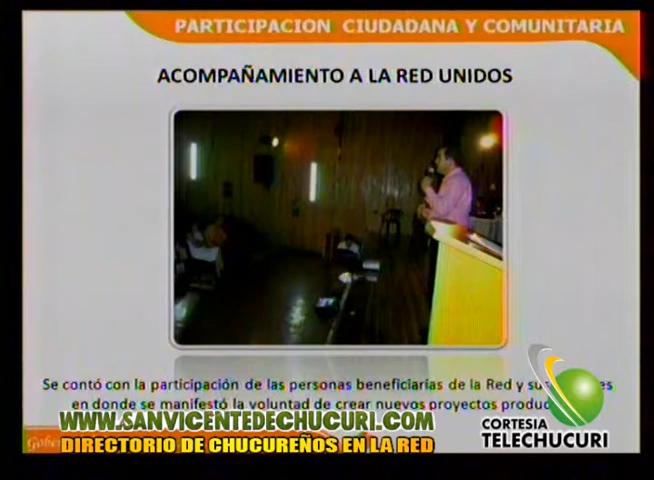 PARTICIPACION CIUDADANA Y COMUNITARIA
ACOMPAÑAMIENTO A LA RED UNIDOS
Se contó con la participación de las personas beneficiarias de la Red y sus
en donde se manifestó la voluntad de crear nuevos proyectos
WWW.SANVICENTEDECHUCURI.COM
DIRECTORIO DE CHUCUREÑOS EN LA RED
CORTESIA
TELECHUCURI